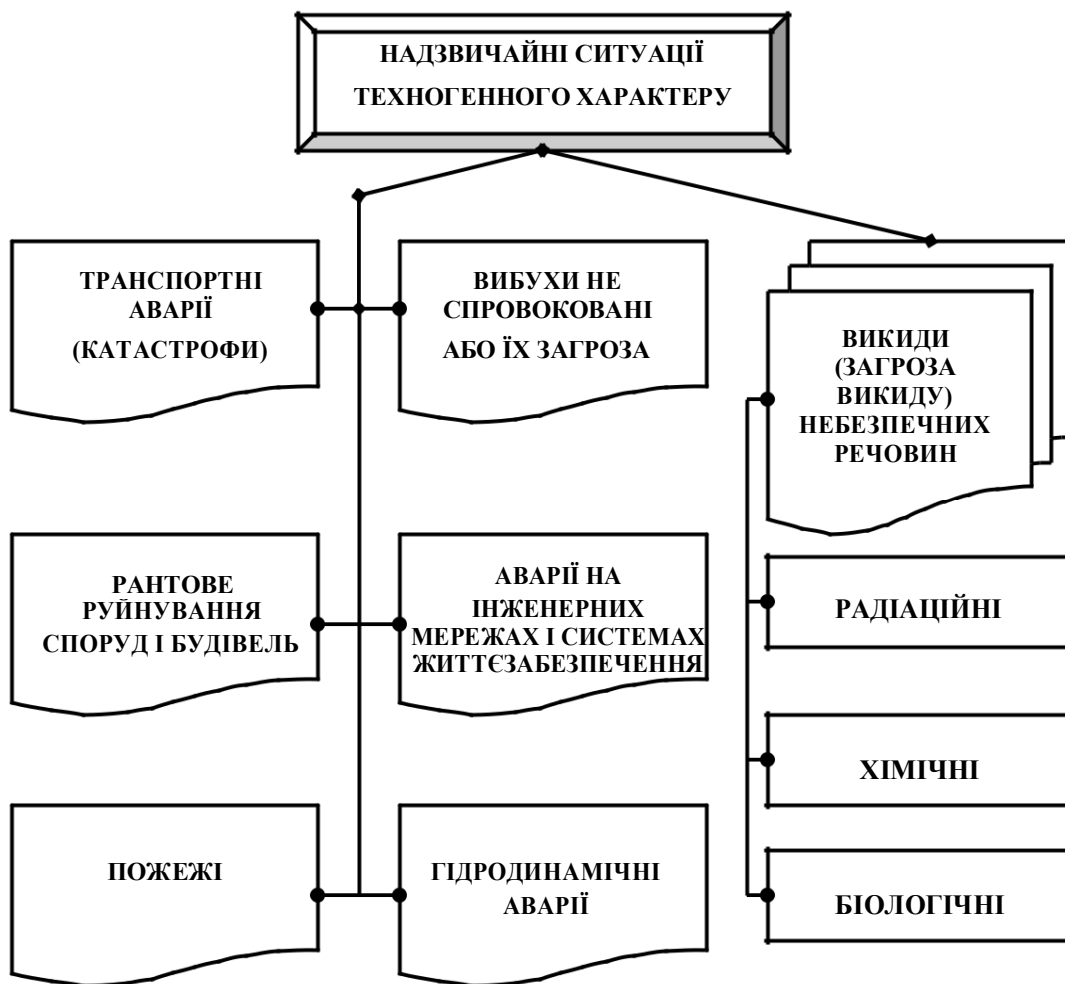 НАДЗВИЧАЙНІ СИТУАЦІЇ
ТЕХНОГЕННОГО ХАРАКТЕРУ
ТРАНСПОРТНІ
АВАРІЇ
(КАТАСТРОФИ)
ВИБУХИ НЕ
СПРОВОКОВАНІ
АБО ЇХ ЗАГРОЗА
ВИКИДИ
(ЗАГРОЗА
ВИКИДУ)
НЕБЕЗПЕЧНИХ
РЕЧОВИН
РАНТОВЕ
РУЙНУВАННЯ
СПОРУД І БУДІВЕЛЬ
АВАРІЇ НА
ІНЖЕНЕРНИХ
МЕРЕЖАХ І СИСТЕМАХ
ЖИТТЄЗАБЕЗПЕЧЕННЯ
РАДІАЦІЙНІ
ХІМІЧНІ
ПОЖЕЖІ
ГІДРОДИНАМІЧНІ
АВАРІЇ
БІОЛОГІЧНІ